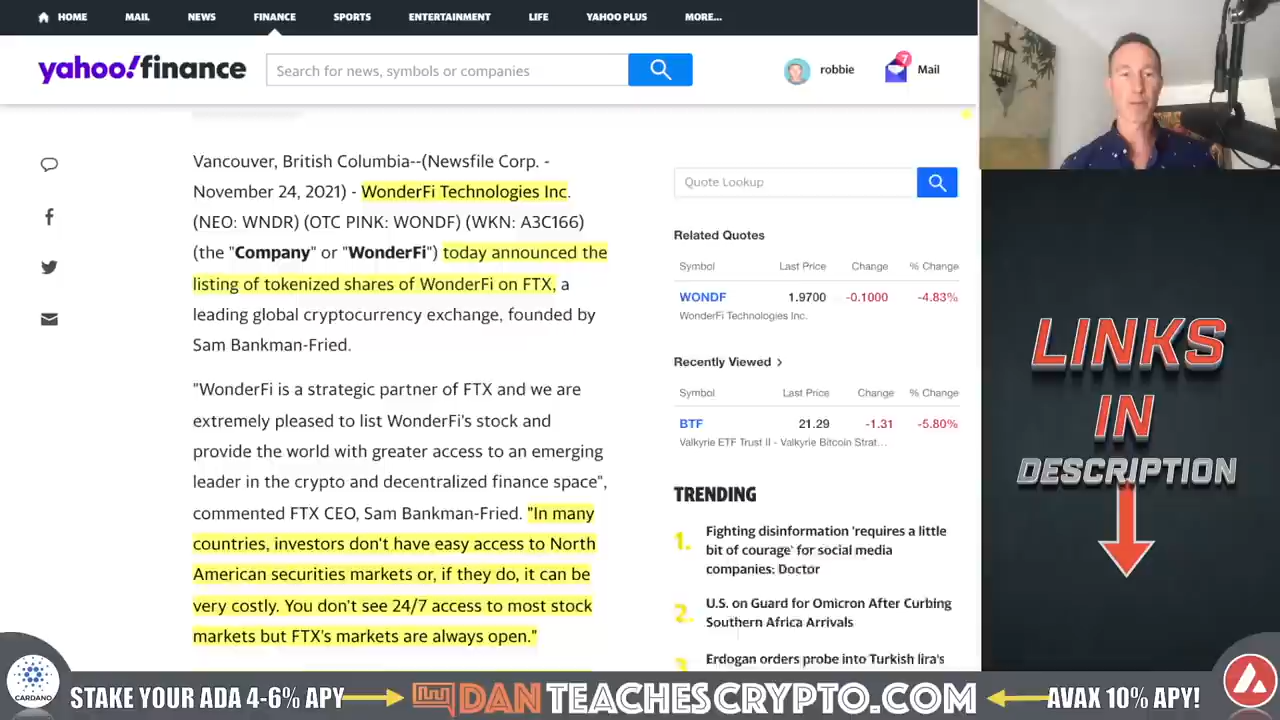 HOME MAIL NEWS FINANCE SPORTS ENTERTAINMENT LIFE YAHOO PLUS MORE...
yahoo!finance
Search for news, symbols or companies
robbie
7
Mail
Vancouver, British Columbia--(Newsfile Corp. -
November 24, 2021) - WonderFi Technologies Inc.
(NEO: WNDR) (OTC PINK: WONDF) (WKN: A3C166)
(the "Company" or "WonderFi") today announced the
listing of tokenized shares of WonderFi on FTX, a
leading global cryptocurrency exchange, founded by
Sam Bankman-Fried.
"WonderFi is a strategic partner of FTX and we are
extremely pleased to list WonderFi's stock and
provide the world with greater access to an emerging
leader in the crypto and decentralized finance space",
commented FTX CEO, Sam Bankman-Fried. "In many
countries, investors don't have easy access to North
American securities markets or, if they do, it can be
very costly. You don't see 24/7 access to most stock
markets but FTX's markets are always open."
Quote Lookup
Related Quotes
Symbol Last Price Change % Change
WONDF 1.9700 -0.1000 -4.83%
WonderFi Technologies Inc.
Recently Viewed >
Symbol Last Price Change % Change
BTF 21.29 -1.31 -5.80%
Valkyrie ETF Trust II - Valkyrie Bitcoin Strat...
TRENDING
1. Fighting disinformation 'requires a little
bit of courage' for social media
companies: Doctor
2. U.S. on Guard for Omicron After Curbing
Southern Africa Arrivals
3. Erdogan orders probe into Turkish lira's
LINKS
IN
DESCRIPTION
CARDANO
STAKE YOUR ADA 4-6% APY
DANTEACHESCRYPTO.COM
AVAX 10% APY!